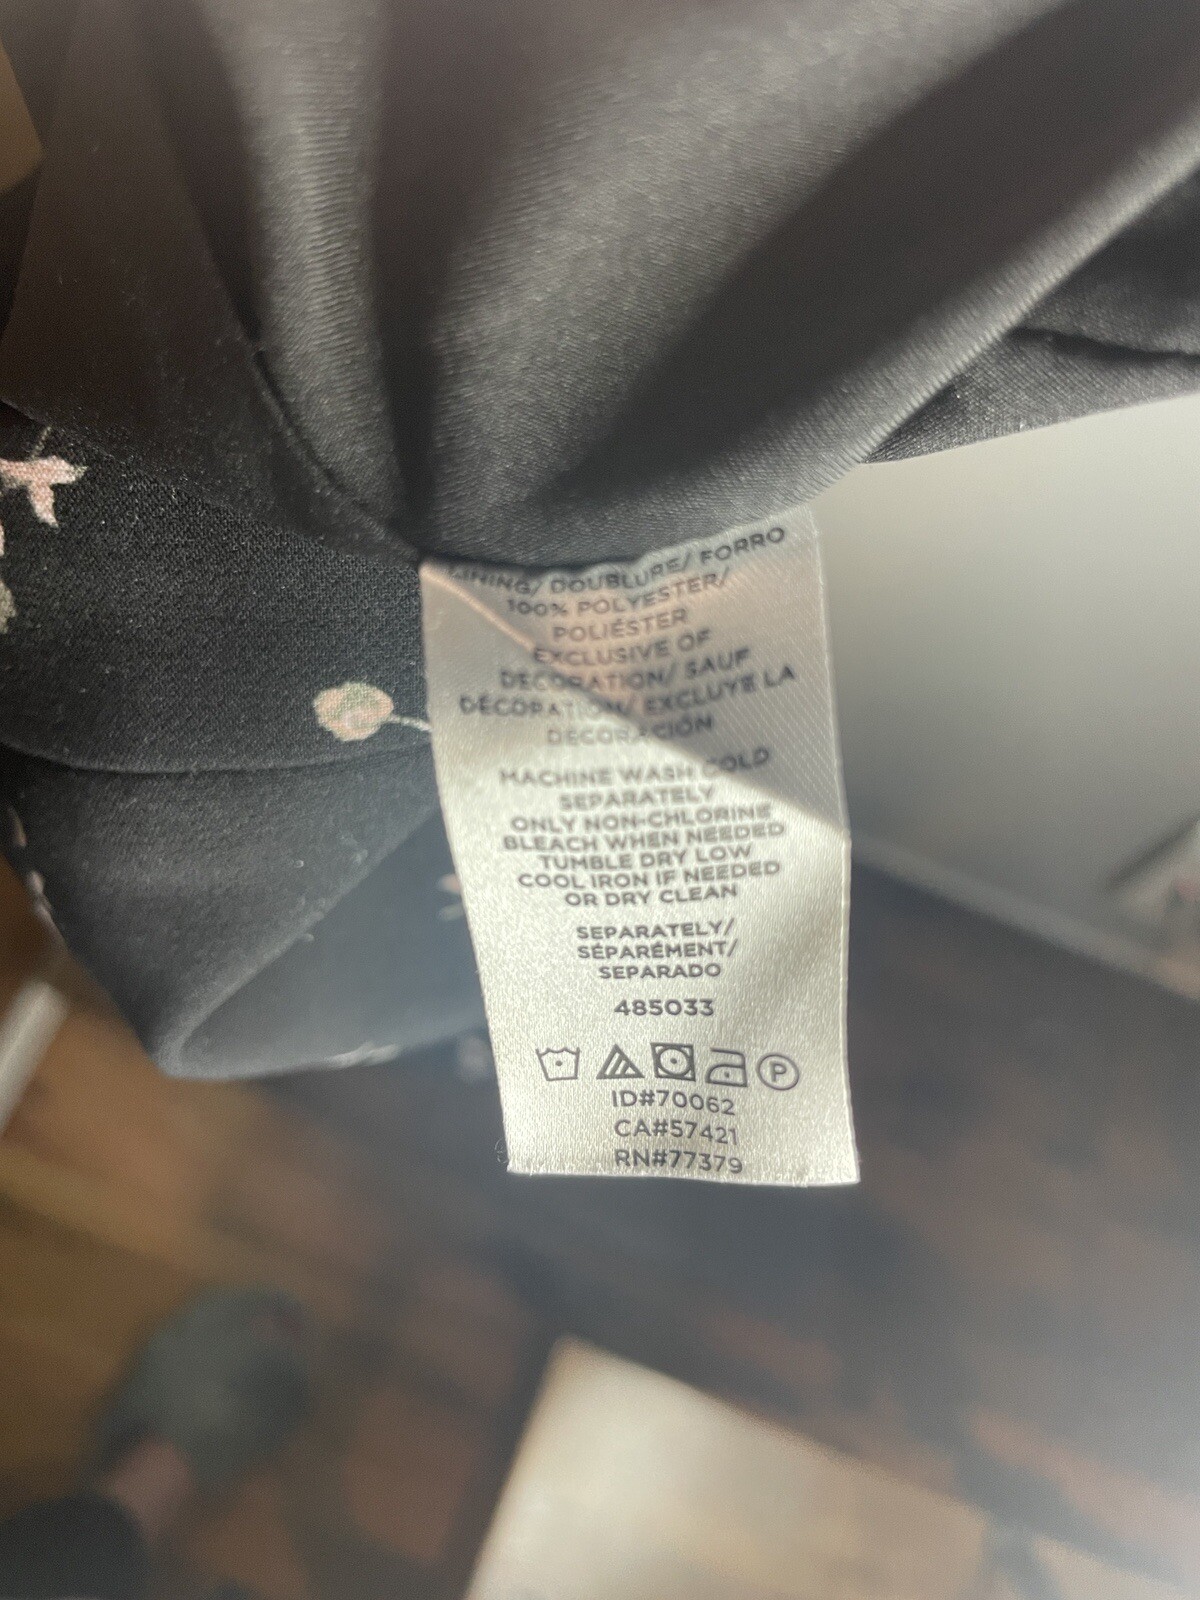 LINING/ DOUBLURE/ FORRO
100% POLYESTER/
POLIÉSTER
EXCLUSIVE OF
DECORATION/ SAUF
DÉCORATION/ EXCLUYE LA
DECORACIÓN
MACHINE WASH COLD
SEPARATELY
ONLY NON-CHLORINE
BLEACH WHEN NEEDED
TUMBLE DRY LOW
COOL IRON IF NEEDED
OR DRY CLEAN
SEPARATELY/
SÉPARÉMENT/
SEPARADO
485033
P
ID#70062
CA#57421
RN#77379